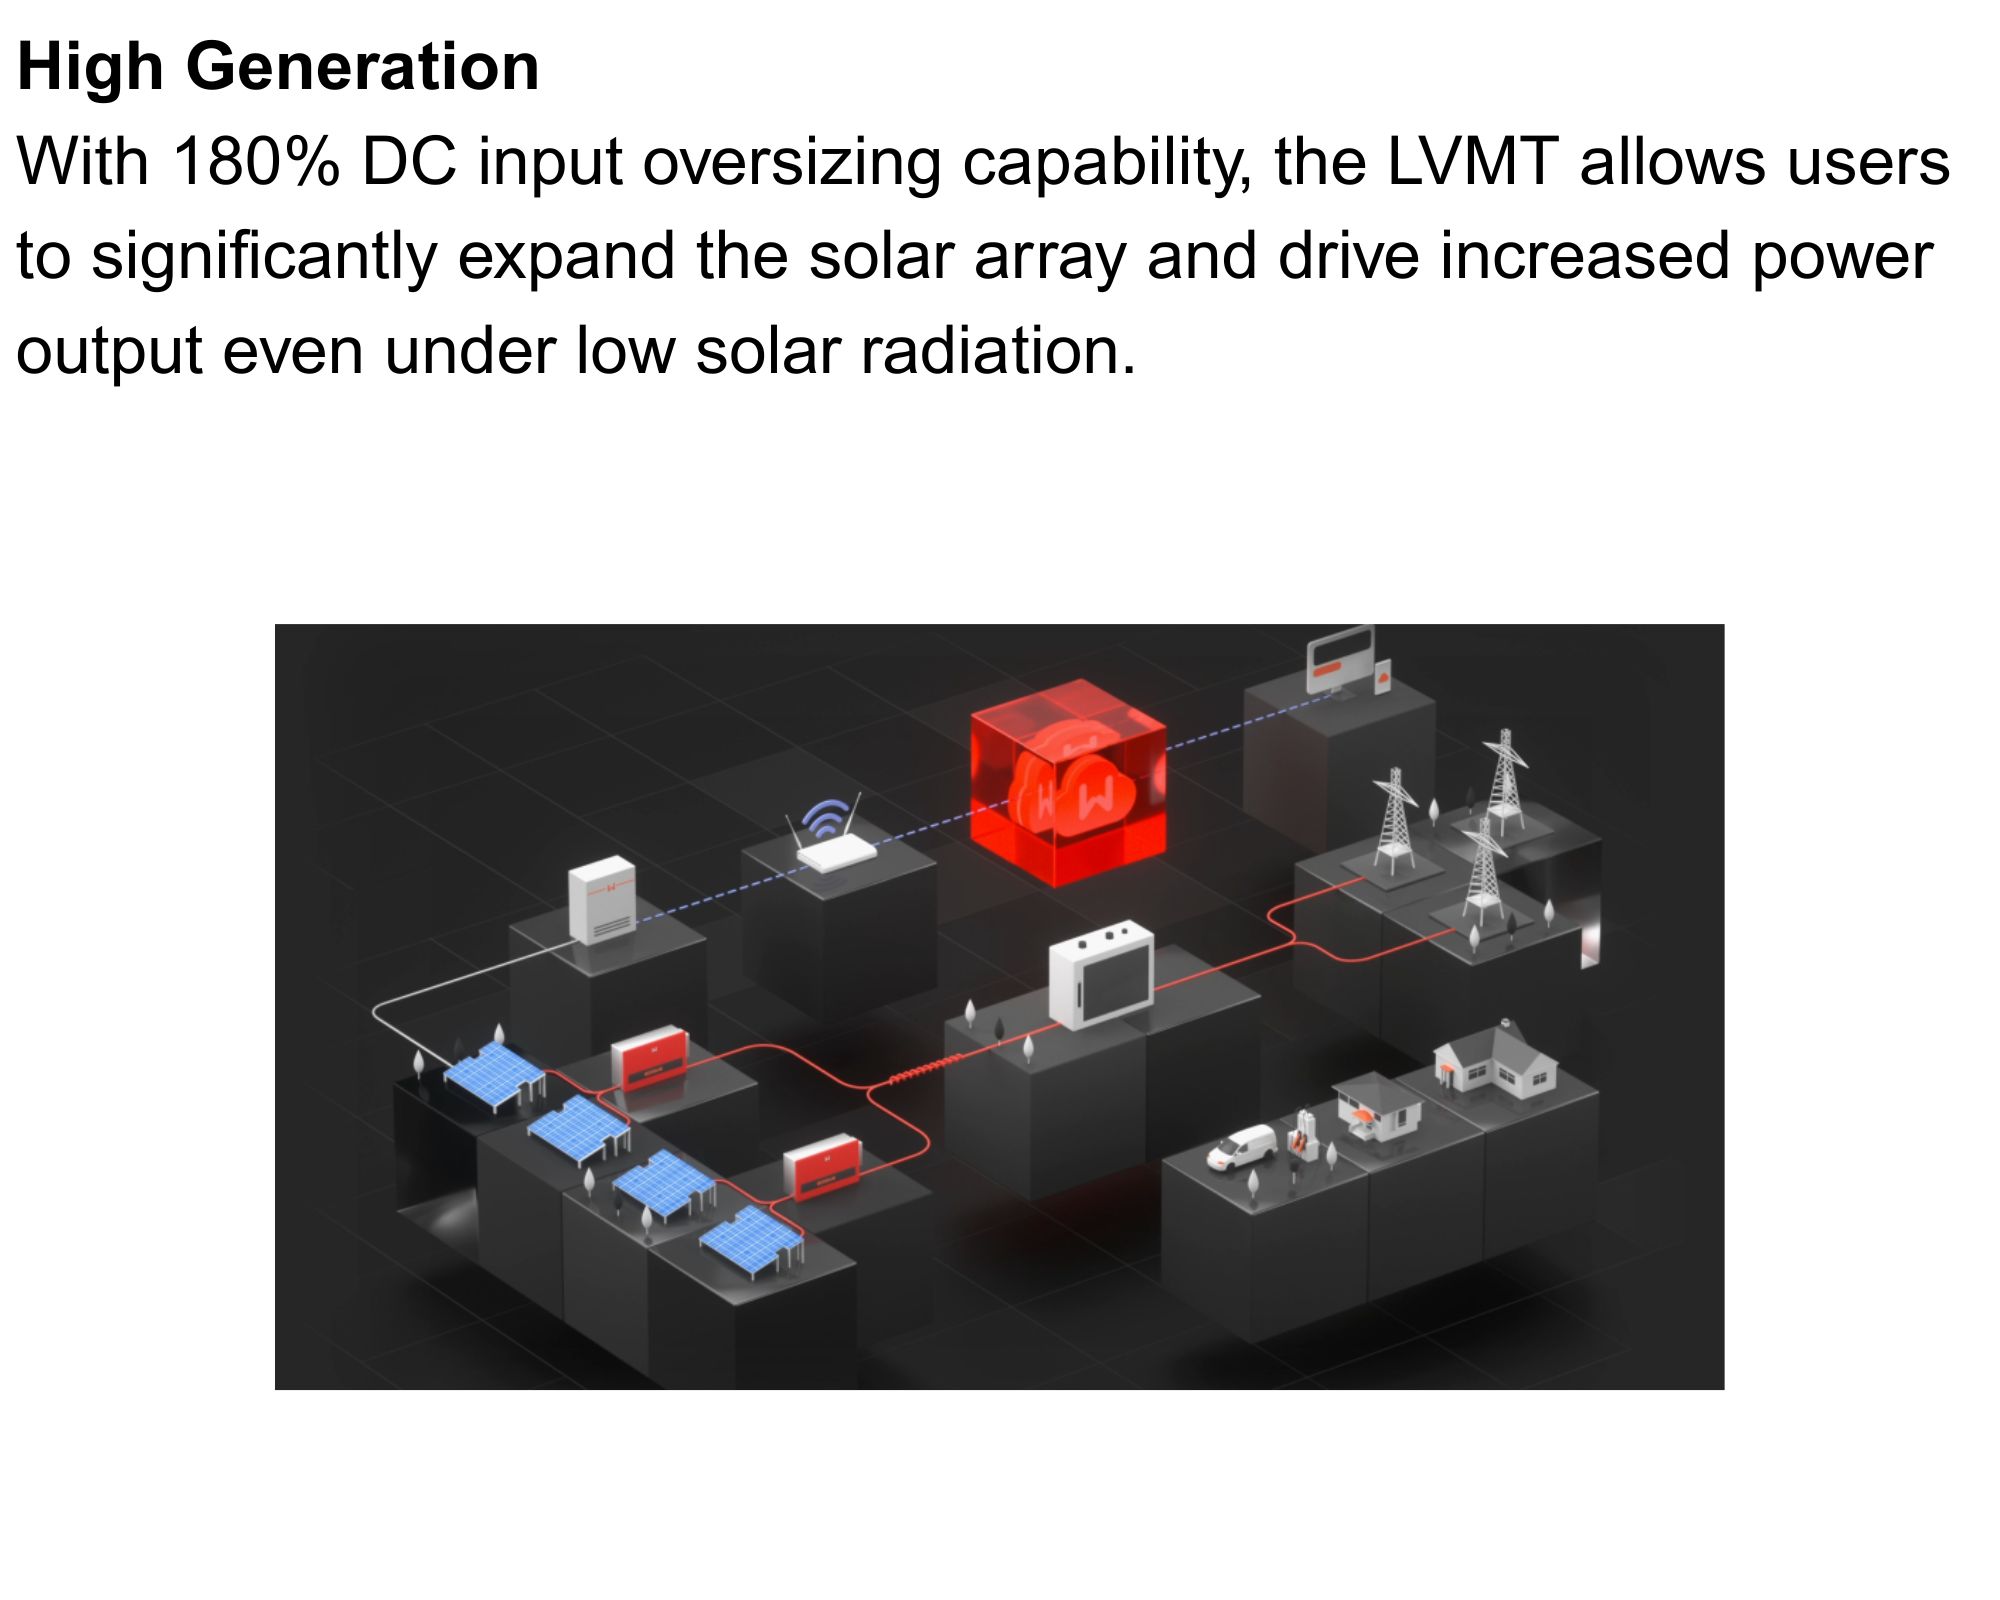 High Generation
With 180% DC input oversizing capability, the LVMT allows users
to significantly expand the solar array and drive increased power
output even under low solar radiation.